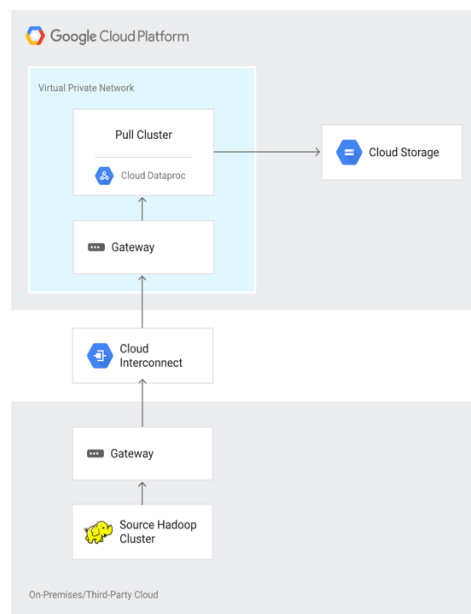 Google Cloud Platform
Virtual Private Network
Pull Cluster
Cloud Dataproc
Cloud Storage
Gateway
Cloud
Interconnect
Gateway
Source Hadoop
Cluster
On-Premises/Third-Party Cloud